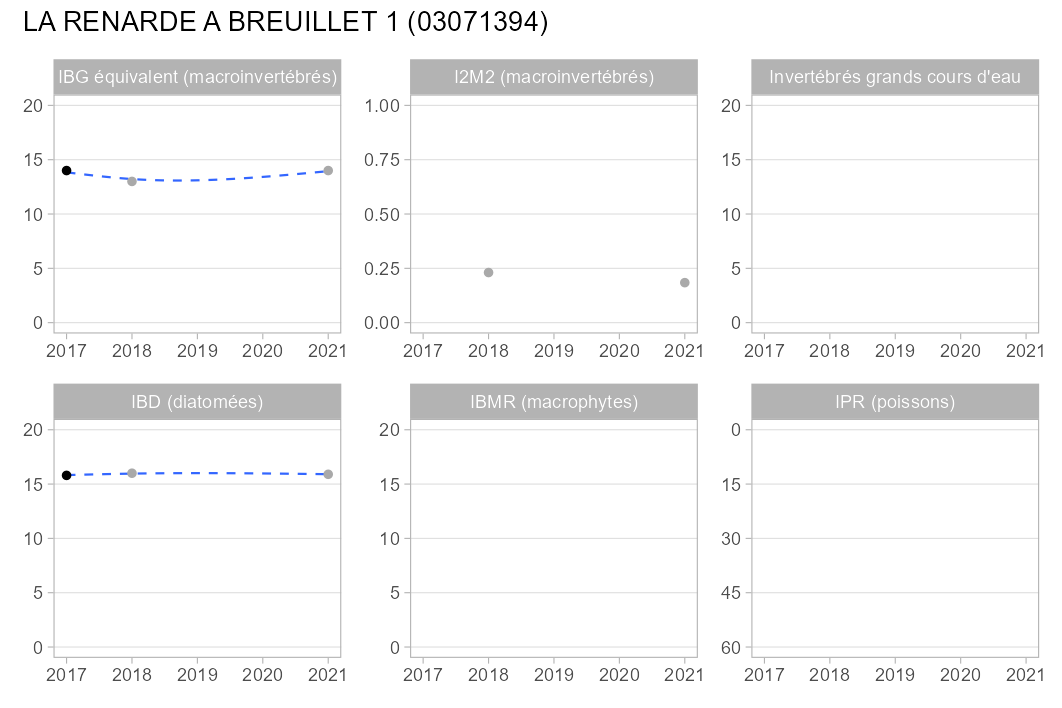 LA RENARDE A BREUILLET 1 (03071394)
IBG équivalent (macroinvertébrés)
20
15
10
5
0
2017 2018 2019 2020 2021
I2M2 (macroinvertébrés)
1.00
0.75
0.50
0.25
0.00
2017 2018 2019 2020 2021
Invertébrés grands cours d'eau
20
15
10
5
0
2017 2018 2019 2020 2021
IBD (diatomées)
20
15
10
5
0
2017 2018 2019 2020 2021
IBMR (macrophytes)
20
15
10
5
0
2017 2018 2019 2020 2021
IPR (poissons)
0
15
30
45
60
2017 2018 2019 2020 2021